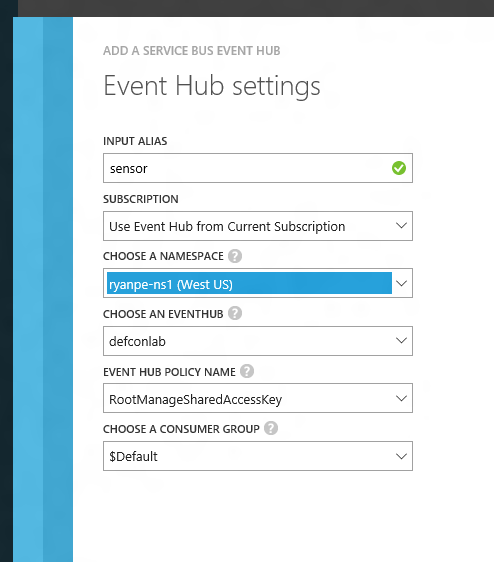 ADD A SERVICE BUS EVENT HUB
Event Hub settings
INPUT ALIAS
sensor
SUBSCRIPTION
Use Event Hub from Current Subscription
CHOOSE A NAMESPACE ?
ryanpe-ns1 (West US)
CHOOSE AN EVENTHUB ?
defconlab
EVENT HUB POLICY NAME ?
RootManageSharedAccessKey
CHOOSE A CONSUMER GROUP ?
$Default